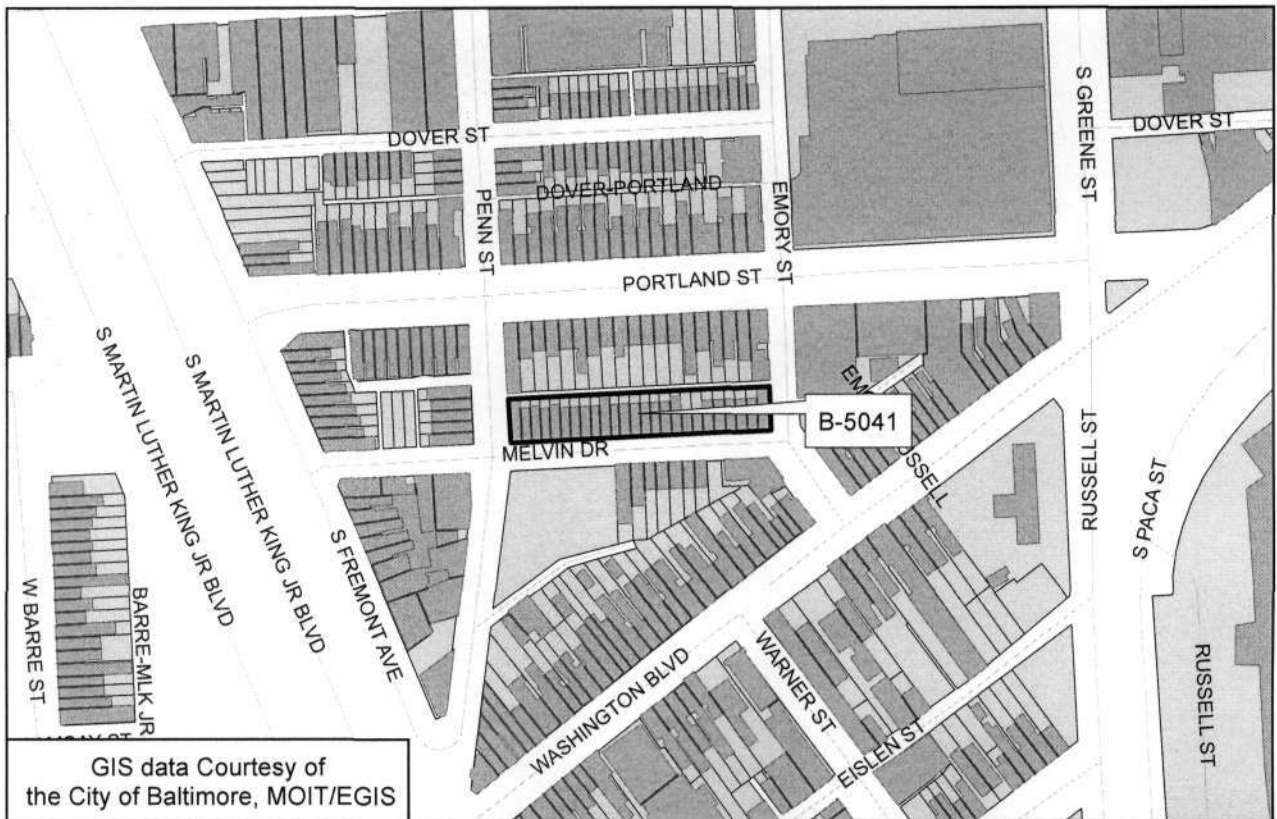 DOVER ST
S GREENE ST
DOVER ST
DOVER-PORTLAND
PENN ST
EMORY ST
PORTLAND ST
S MARTIN LUTHER KING JR BLVD
S MARTIN LUTHER KING JR BLVD
B-5041
MELVIN DR
RUSSELL ST
S PACA ST
W BARRE ST
BARRE-MLK JR
S FREMONT AVE
WASHINGTON BLVD
WARNER ST
EISLEN ST
RUSSELL ST
GIS data Courtesy of
the City of Baltimore, MOIT/EGIS